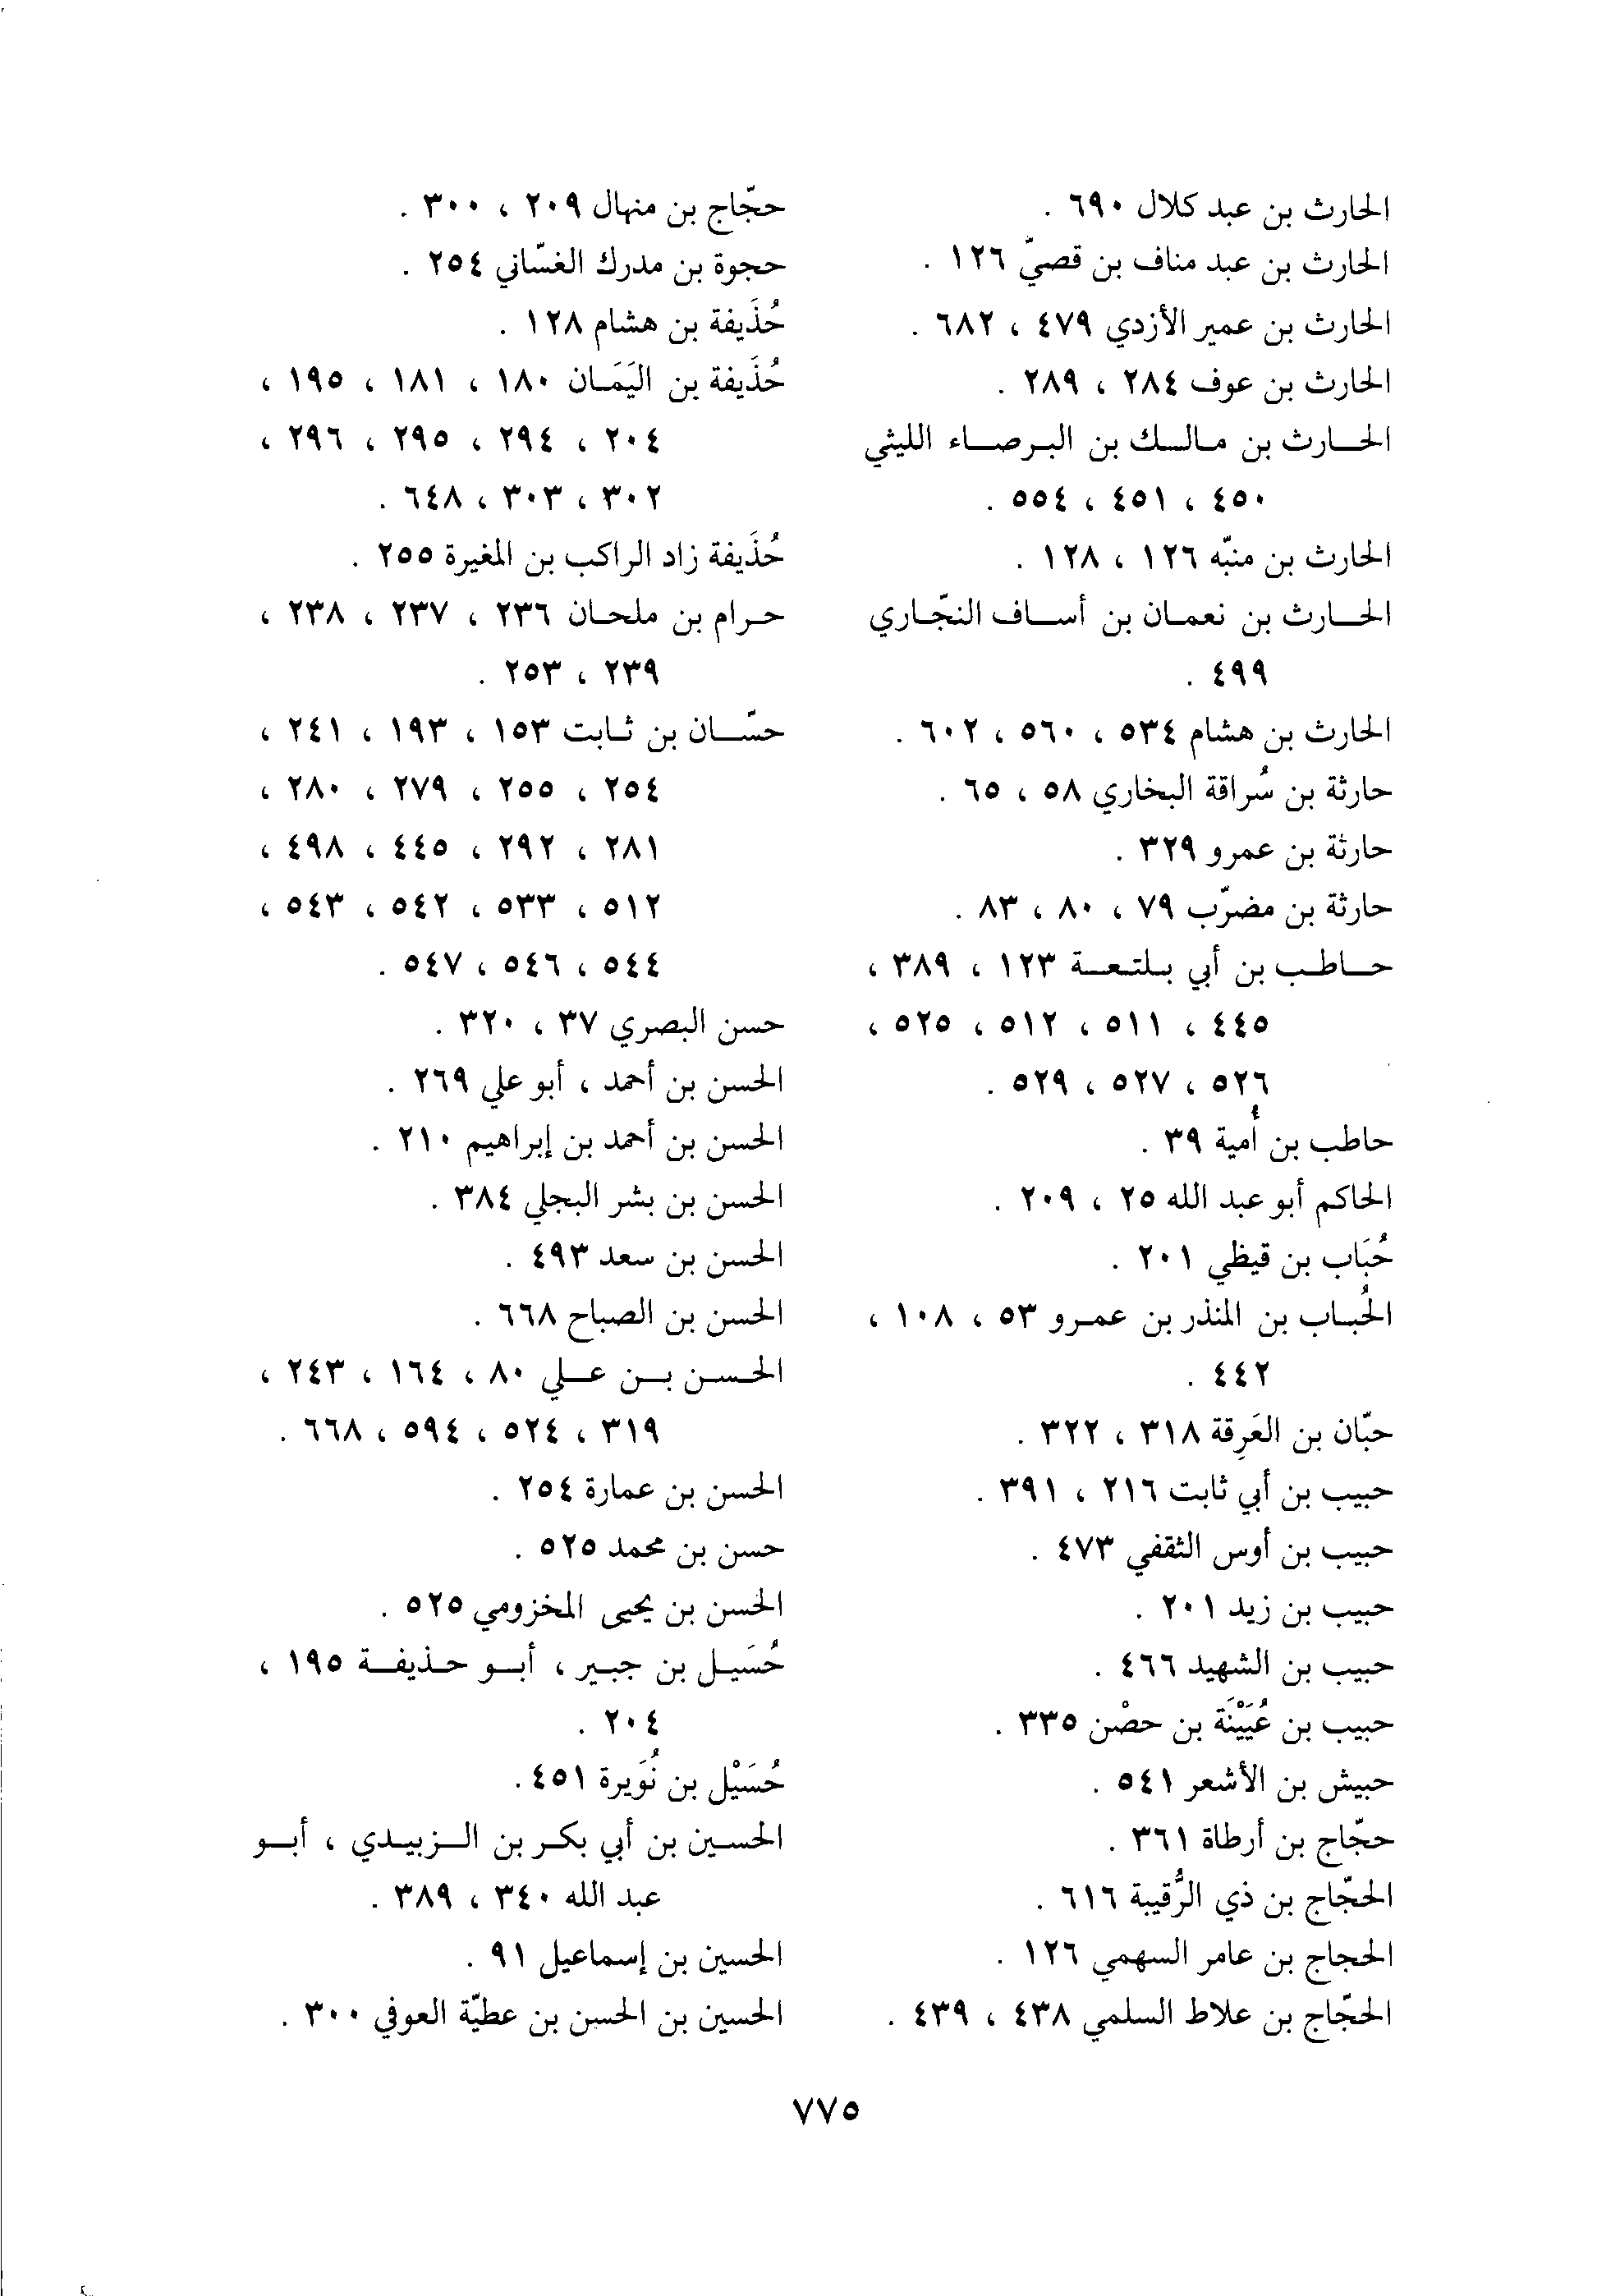 الحارث بن عبد كلال ٦٩٠ .
الحارث بن عبد مناف بن قصيّ ١٢٦ .
الحارث بن عمير الأزدي ٤٧٩ ، ٦٨٢ .
الحارث بن عوف ٢٨٤ ، ٢٨٩ .
الحارث بن مالك بن البرصاء الليثي
٤٥٠ ، ٤٥١ ، ٥٥٤ .
الحارث بن منبّه ١٢٦ ، ١٢٨ .
الحارث بن نعمان بن أساف النجّاري
٤٩٩ .
الحارث بن هشام ٥٣٤ ، ٥٦٠ ، ٦٠٢ .
حارثة بن سُراقة البخاري ٥٨ ، ٦٥ .
حارثة بن عمرو ٣٢٩ .
حارثة بن مضرّب ٧٩ ، ٨٠ ، ٨٣ .
حاطب بن أبي بلتعة ١٢٣ ، ٣٨٩ ،
٤٤٥ ، ٥١١ ، ٥١٢ ، ٥٢٥ ،
٥٢٦ ، ٥٢٧ ، ٥٢٩ .
حاطب بن أُمية ٣٩ .
الحاكم أبو عبد الله ٢٥ ، ٢٠٩ .
حُبَاب بن قيظي ٢٠١ .
الحُباب بن المنذر بن عمرو ٥٣ ، ١٠٨ ،
٤٤٢ .
حبّان بن العَرِقة ٣١٨ ، ٣٢٢ .
حبيب بن أبي ثابت ٢١٦ ، ٣٩١ .
حبيب بن أوس الثقفي ٤٧٣ .
حبيب بن زيد ٢٠١ .
حبيب بن الشهيد ٤٦٦ .
حبيب بن عُيَيْنَة بن حصْن ٣٣٥ .
حبيش بن الأشعر ٥٤١ .
حجّاج بن أرطاة ٣٦١ .
الحجّاج بن ذي الرُّقيبة ٦١٦ .
الحجاج بن عامر السهمي ١٢٦ .
الحجّاج بن علاط السلمي ٤٣٨ ، ٤٣٩ .
حجّاج بن منهال ٢٠٩ ، ٣٠٠ .
حجوة بن مدرك الغسّاني ٢٥٤ .
حُذَيفة بن هشام ١٢٨ .
حُذَيفة بن اليَمَان ١٨٠ ، ١٨١ ، ١٩٥ ،
٢٠٤ ، ٢٩٤ ، ٢٩٥ ، ٢٩٦ ،
٣٠٢ ، ٣٠٣ ، ٦٤٨ .
حُذَيفة زاد الراكب بن المغيرة ٢٥٥ .
حرام بن ملحان ٢٣٦ ، ٢٣٧ ، ٢٣٨ ،
٢٣٩ ، ٢٥٣ .
حسّان بن ثابت ١٥٣ ، ١٩٣ ، ٢٤١ ،
٢٥٤ ، ٢٥٥ ، ٢٧٩ ، ٢٨٠ ،
٢٨١ ، ٢٩٢ ، ٤٤٥ ، ٤٩٨ ،
٥١٢ ، ٥٣٣ ، ٥٤٢ ، ٥٤٣ ،
٥٤٤ ، ٥٤٦ ، ٥٤٧ .
حسن البصري ٣٧ ، ٣٢٠ .
الحسن بن أحمد ، أبو علي ٢٦٩ .
الحسن بن أحمد بن إبراهيم ٢١٠ .
الحسن بن بشر البجلي ٣٨٤ .
الحسن بن سعد ٤٩٣ .
الحسن بن الصباح ٦٦٨ .
الحسن بن علي ٨٠ ، ١٦٤ ، ٢٤٣ ،
٣١٩ ، ٥٢٤ ، ٥٩٤ ، ٦٦٨ .
الحسن بن عمارة ٢٥٤ .
حسن بن محمد ٥٢٥ .
الحسن بن يحيى المخزومي ٥٢٥ .
حُسَيل بن جبير ، أبو حذيفة ١٩٥ ،
٢٠٤ .
حُسَيْل بن نُوَيرة ٤٥١ .
الحسين بن أبي بكر بن الزبيدي ، أبو
عبد الله ٣٤٠ ، ٣٨٩ .
الحسين بن إسماعيل ٩١ .
الحسين بن الحسن بن عطيّة العوفي ٣٠٠ .
٧٧٥